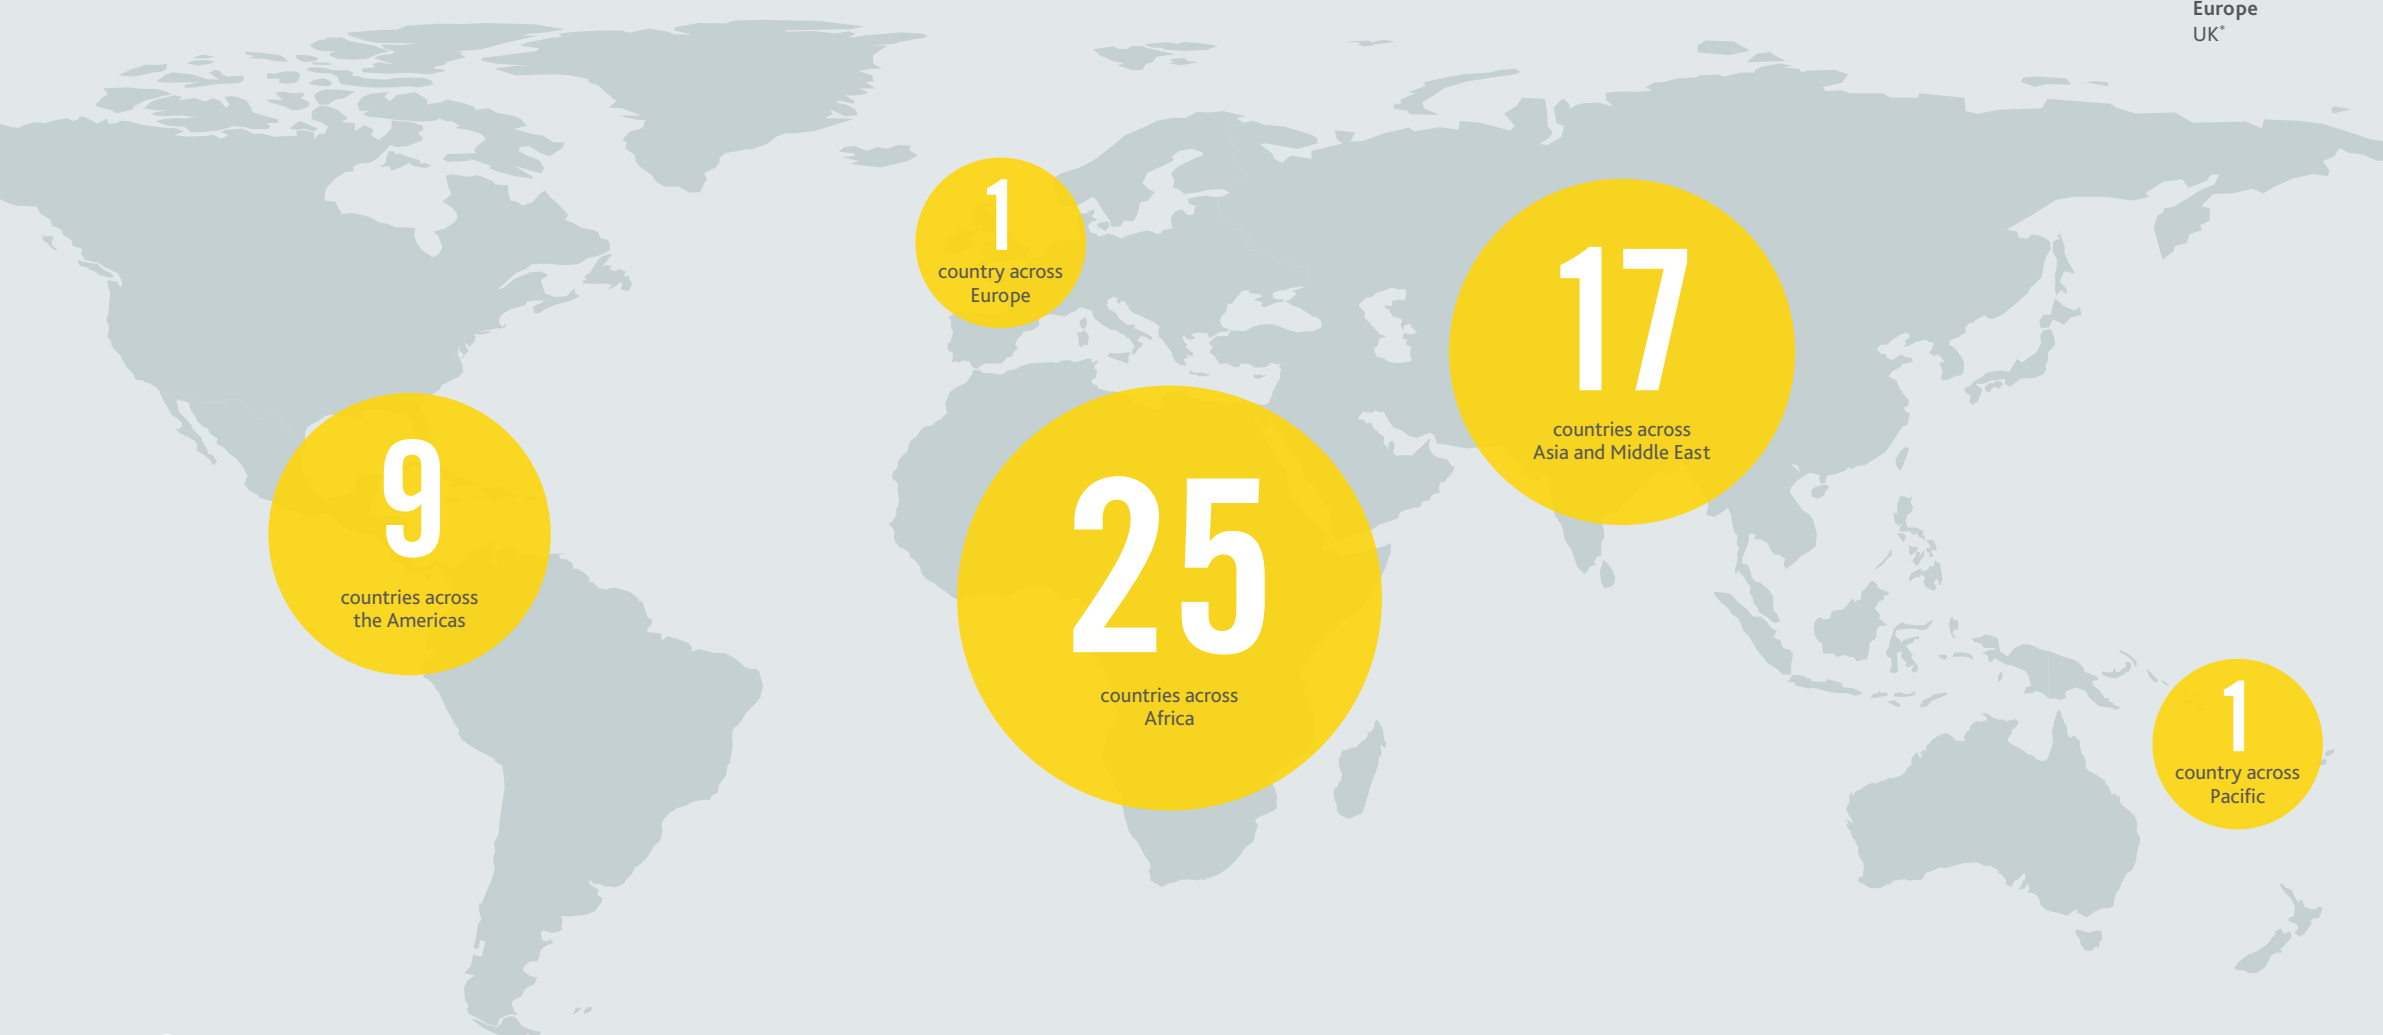 Europe
UK*
1
country across
Europe
17
countries across
Asia and Middle East
9
countries across
the Americas
25
countries across
Africa
1
country across
Pacific